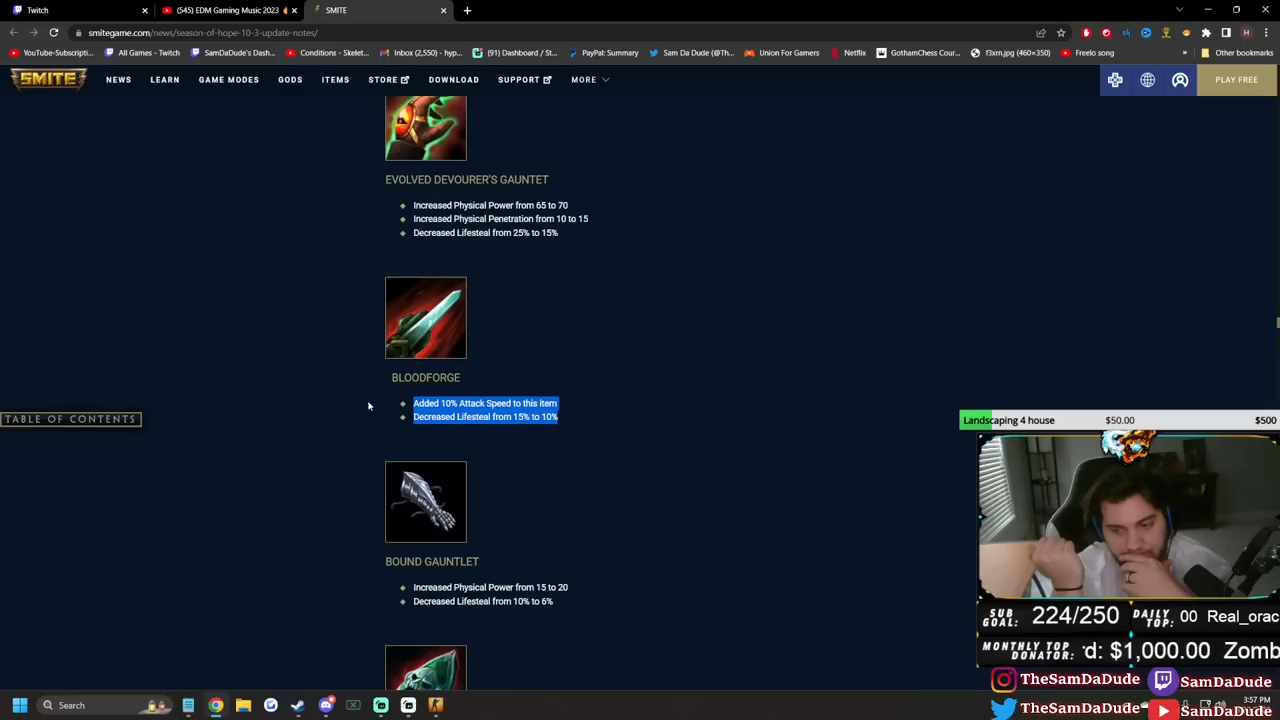 Twitch
(545) EDM Gaming Music 2023
SMITE
smitegame.com/news/season-of-hope-10-3-update-notes/
YouTube-Subscripti...
All Games - Twitch
SamDaDude's Dash...
Conditions - Skelet...
Inbox (2,550) - hyp...
(91) Dashboard / St...
PayPal: Summary
Sam Da Dude (@Th...
Union For Gamers
Netflix
GothamChess Cour...
f3xrn.jpg (460×350)
Freelo song
Other bookmarks
SMITE
NEWS
LEARN
GAME MODES
GODS
ITEMS
STORE
DOWNLOAD
SUPPORT
MORE
PLAY FREE
EVOLVED DEVOURER'S GAUNTET
Increased Physical Power from 65 to 70
Increased Physical Penetration from 10 to 15
Decreased Lifesteal from 25% to 15%
BLOODFORGE
Added 10% Attack Speed to this item
Decreased Lifesteal from 15% to 10%
TABLE OF CONTENTS
Landscaping 4 house $50.00 $500
BOUND GAUNTLET
Increased Physical Power from 15 to 20
Decreased Lifesteal from 10% to 6%
SUB GOAL: 224/250
DAILY TOP: 00 Real_orac
MONTHLY TOP DONATOR: d: $1,000.00 Zomb
TheSamDaDude
SamDaDude
TheSamDaDude
SamDaDude
Search
3:57 PM